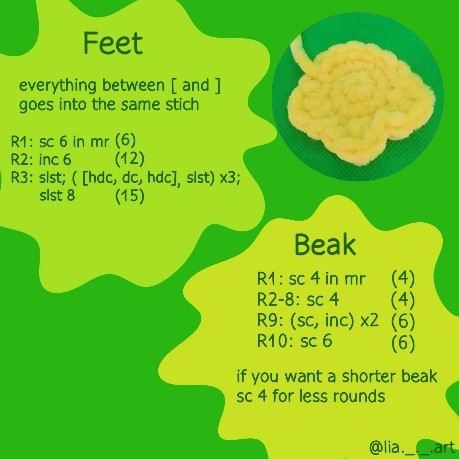 Feet
everything between [ and ]
goes into the same stich
R1: sc 6 in mr (6)
R2: inc 6 (12)
R3: slst; ( [hdc, dc, hdc], slst) x3;
slst 8 (15)
Beak
R1: sc 4 in mr (4)
R2-8: sc 4 (4)
R9: (sc, inc) x2 (6)
R10: sc 6 (6)
if you want a shorter beak
sc 4 for less rounds
@lia._._.art